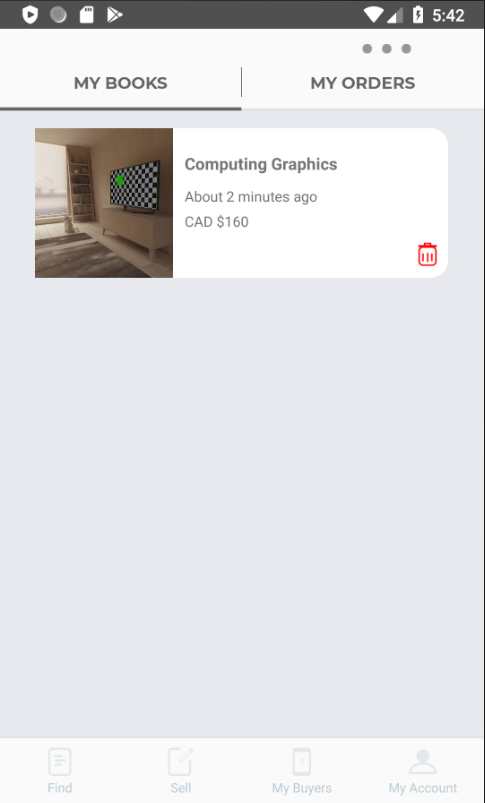 5:42
MY BOOKS
MY ORDERS
Computing Graphics
About 2 minutes ago
CAD $160
Find
Sell
My Buyers
My Account